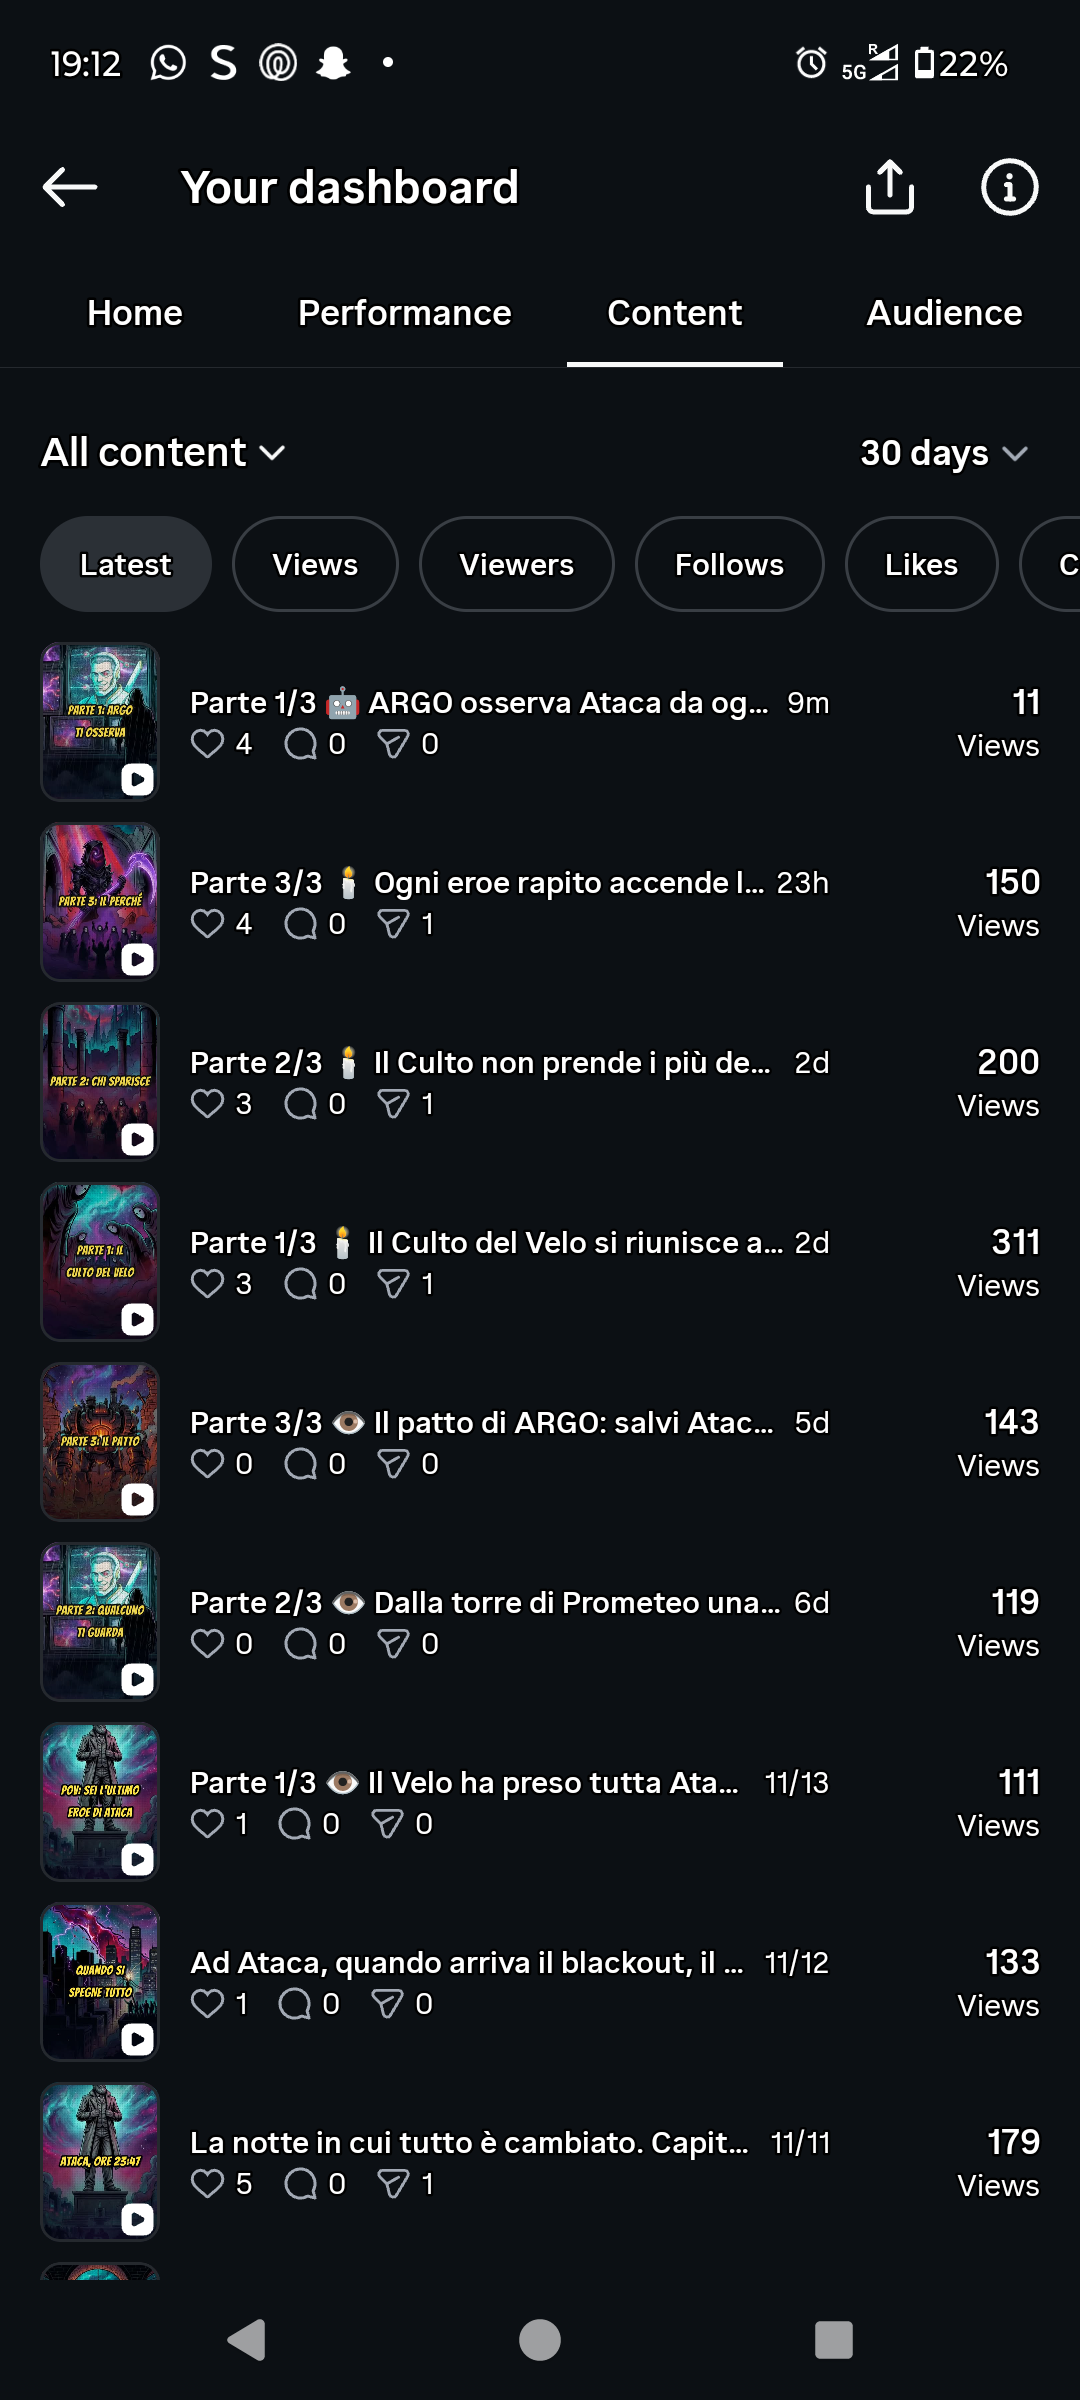 19:12
5G R 22%
Your dashboard
Home Performance Content Audience
All content 30 days
Latest Views Viewers Follows Likes C
PARTE 1: ARGO
TI OSSERVA
Parte 1/3 🤖 ARGO osserva Ataca da og... 9m 11
4 0 0 Views
PARTE 3: IL PERCHÉ
Parte 3/3 🕯️ Ogni eroe rapito accende l... 23h 150
4 0 1 Views
PARTE 2: CHI SPARISCE
Parte 2/3 🕯️ Il Culto non prende i più de... 2d 200
3 0 1 Views
PARTE 1: IL
CULTO DEL VELO
Parte 1/3 🕯️ Il Culto del Velo si riunisce a... 2d 311
3 0 1 Views
PARTE 3: IL PATTO
Parte 3/3 👁️ Il patto di ARGO: salvi Atac... 5d 143
0 0 0 Views
PARTE 2: QUALCUNO
TI GUARDA
Parte 2/3 👁️ Dalla torre di Prometeo una... 6d 119
0 0 0 Views
POV: SEI L'ULTIMO
EROE DI ATACA
Parte 1/3 👁️ Il Velo ha preso tutta Ata... 11/13 111
1 0 0 Views
QUANDO SI
SPEGNE TUTTO
Ad Ataca, quando arriva il blackout, il ... 11/12 133
1 0 0 Views
ATACA, ORE 23:47
La notte in cui tutto è cambiato. Capit... 11/11 179
5 0 1 Views